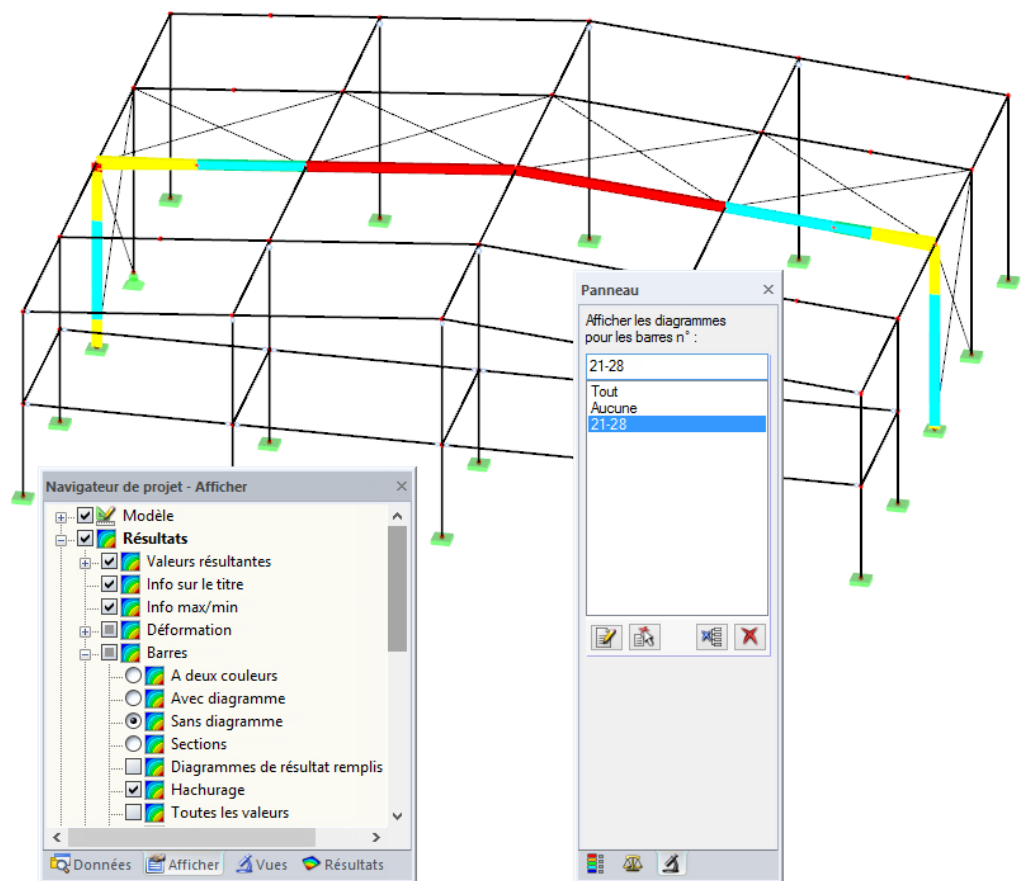 Panneau
Afficher les diagrammes
pour les barres n° :
21-28
Tout
Aucune
21-28
Navigateur de projet - Afficher
Modèle
Résultats
Valeurs résultantes
Info sur le titre
Info max/min
Déformation
Barres
A deux couleurs
Avec diagramme
Sans diagramme
Sections
Diagrammes de résultat remplis
Hachurage
Toutes les valeurs
Données Afficher Vues Résultats